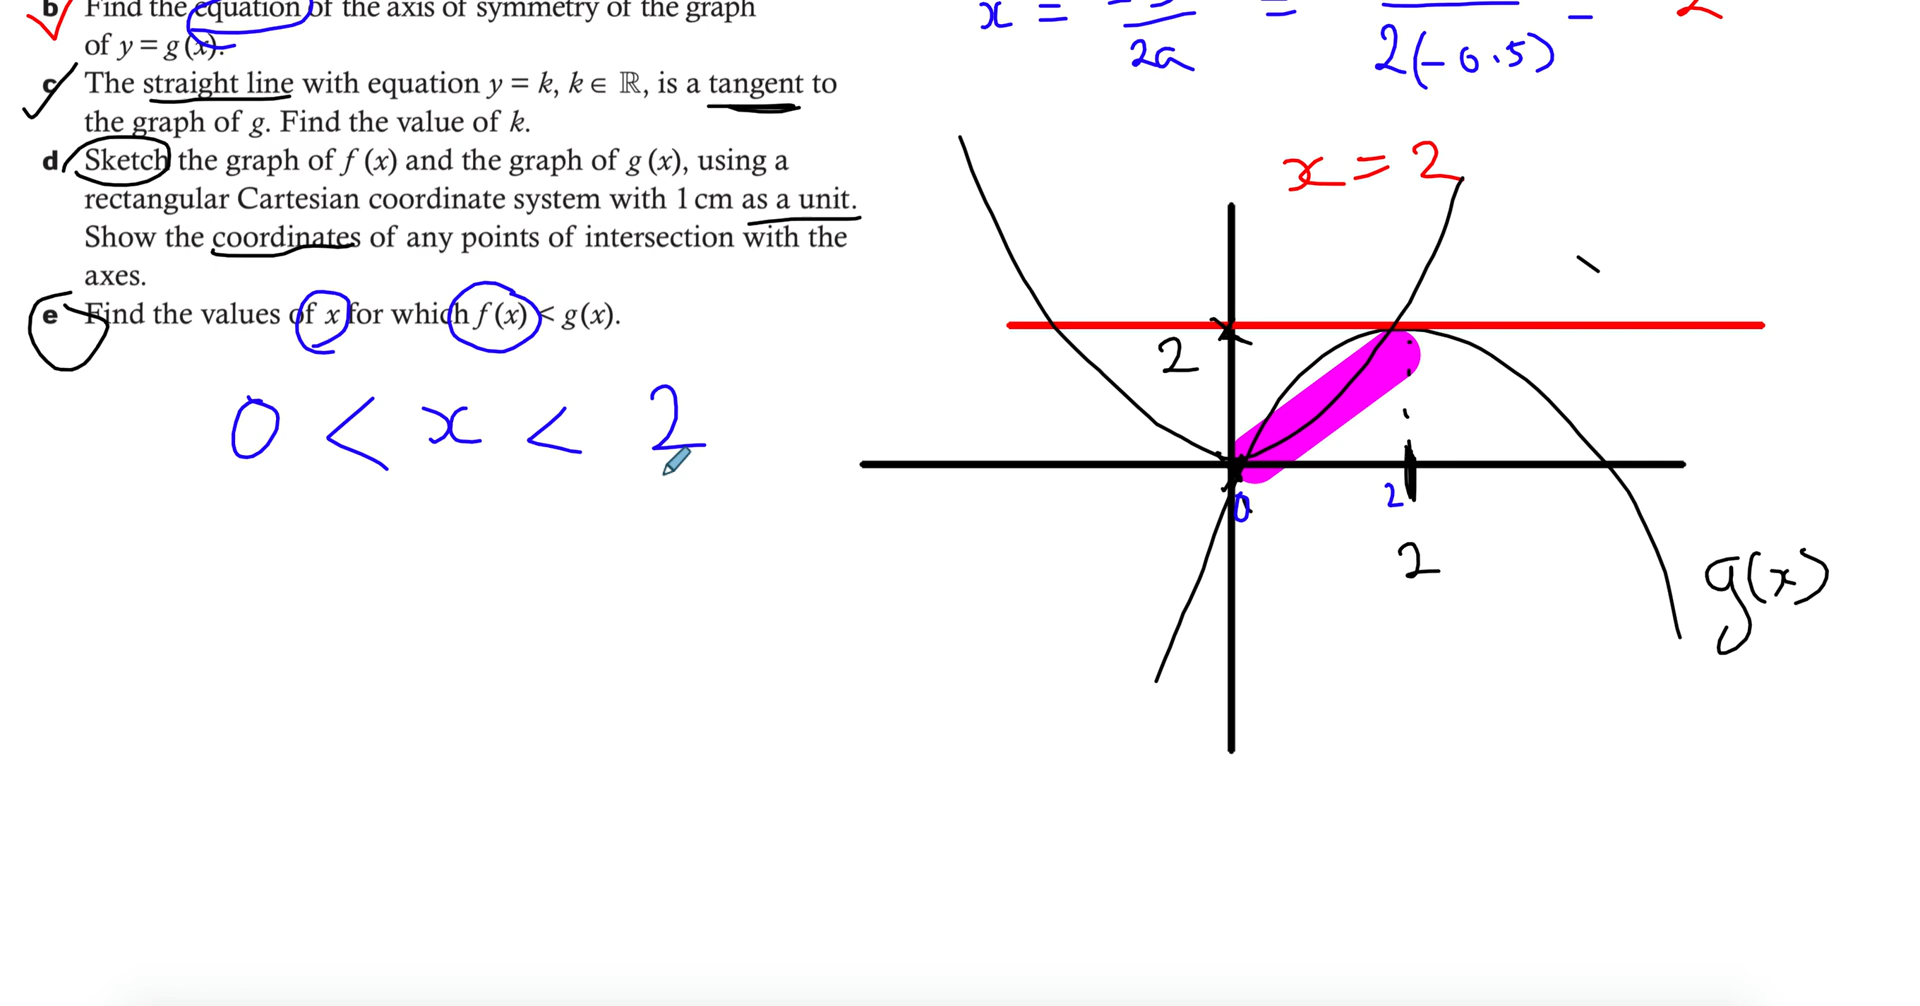 b Find the equation of the axis of symmetry of the graph
of y = g(x).
c The straight line with equation y = k, k ∈ ℝ, is a tangent to
the graph of g. Find the value of k.
d Sketch the graph of f (x) and the graph of g (x), using a
rectangular Cartesian coordinate system with 1 cm as a unit.
Show the coordinates of any points of intersection with the
axes.
e Find the values of x for which f (x) < g(x).
0 < x < 2
x = 
2a
=
2(-0.5)
2
x = 2
2
0
2
2
g(x)